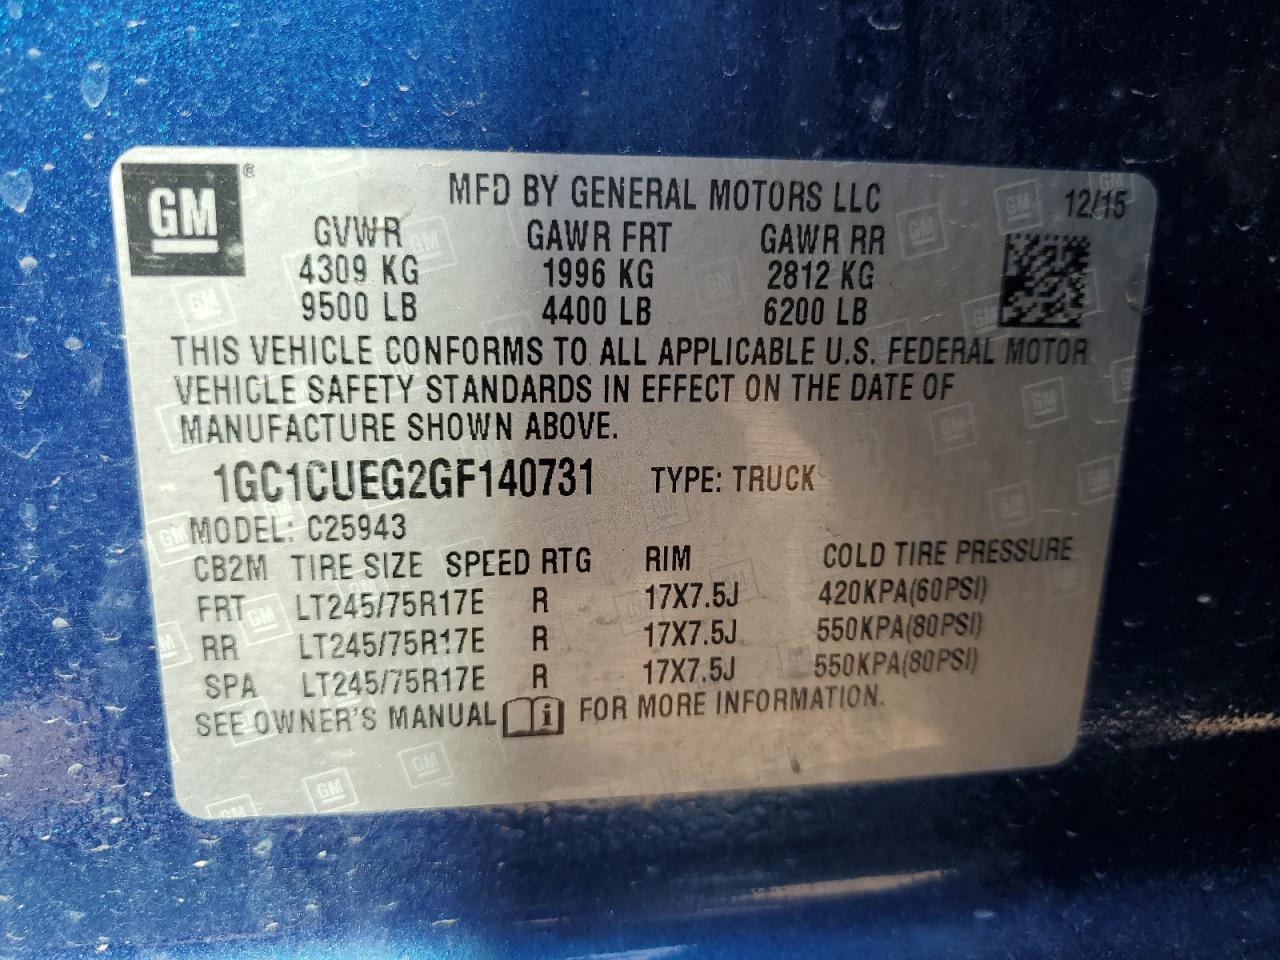 GM®
MFD BY GENERAL MOTORS LLC 12/15
GVWR GAWR FRT GAWR RR
4309 KG 1996 KG 2812 KG
9500 LB 4400 LB 6200 LB
THIS VEHICLE CONFORMS TO ALL APPLICABLE U.S. FEDERAL MOTOR
VEHICLE SAFETY STANDARDS IN EFFECT ON THE DATE OF
MANUFACTURE SHOWN ABOVE.
1GC1CUEG2GF140731 TYPE: TRUCK
MODEL: C25943
CB2M TIRE SIZE SPEED RTG RIM COLD TIRE PRESSURE
FRT LT245/75R17E R 17X7.5J 420KPA(60PSI)
RR LT245/75R17E R 17X7.5J 550KPA(80PSI)
SPA LT245/75R17E R 17X7.5J 550KPA(80PSI)
SEE OWNER'S MANUAL i FOR MORE INFORMATION.